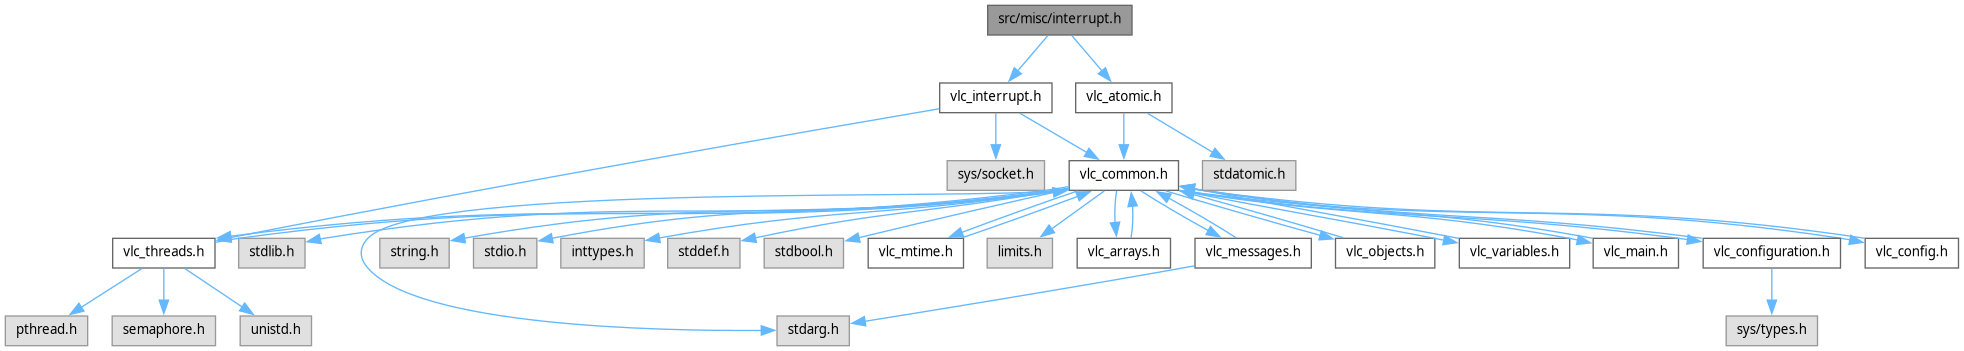 src/misc/interrupt.h
vlc_interrupt.h
vlc_atomic.h
sys/socket.h
vlc_common.h
stdatomic.h
vlc_threads.h
stdlib.h
string.h
stdio.h
inttypes.h
stddef.h
stdbool.h
vlc_mtime.h
limits.h
vlc_arrays.h
vlc_messages.h
vlc_objects.h
vlc_variables.h
vlc_main.h
vlc_configuration.h
vlc_config.h
pthread.h
semaphore.h
unistd.h
stdarg.h
sys/types.h